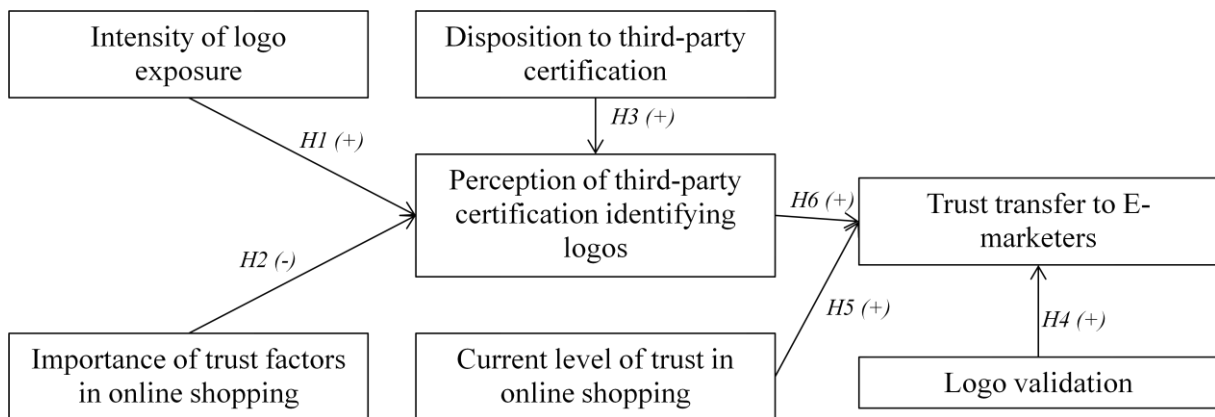 Intensity of logo
exposure
Disposition to third-party
certification
H1 (+)
H3 (+)
Perception of third-party
certification identifying
logos
H6 (+)
Trust transfer to E-
marketers
H2 (-)
H5 (+)
H4 (+)
Importance of trust factors
in online shopping
Current level of trust in
online shopping
Logo validation